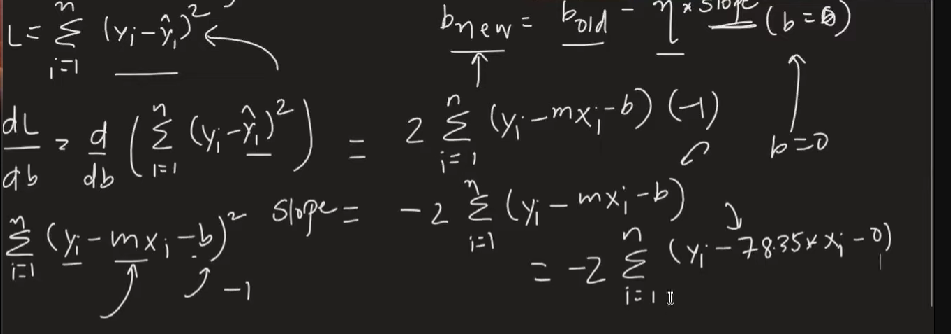 L = Σ_{i=1}^{n} (y_i - ŷ_i)²
b_new = b_old - η × slope (b=0)
dL/db = d/db ( Σ_{i=1}^{n} (y_i - ŷ_i)² ) = 2 Σ_{i=1}^{n} (y_i - mx_i - b) (-1)
b=0
Σ_{i=1}^{n} (y_i - mx_i - b)² slope = -2 Σ_{i=1}^{n} (y_i - mx_i - b)
-1
= -2 Σ_{i=1}^{n} (y_i - 78.35 × x_i - 0)